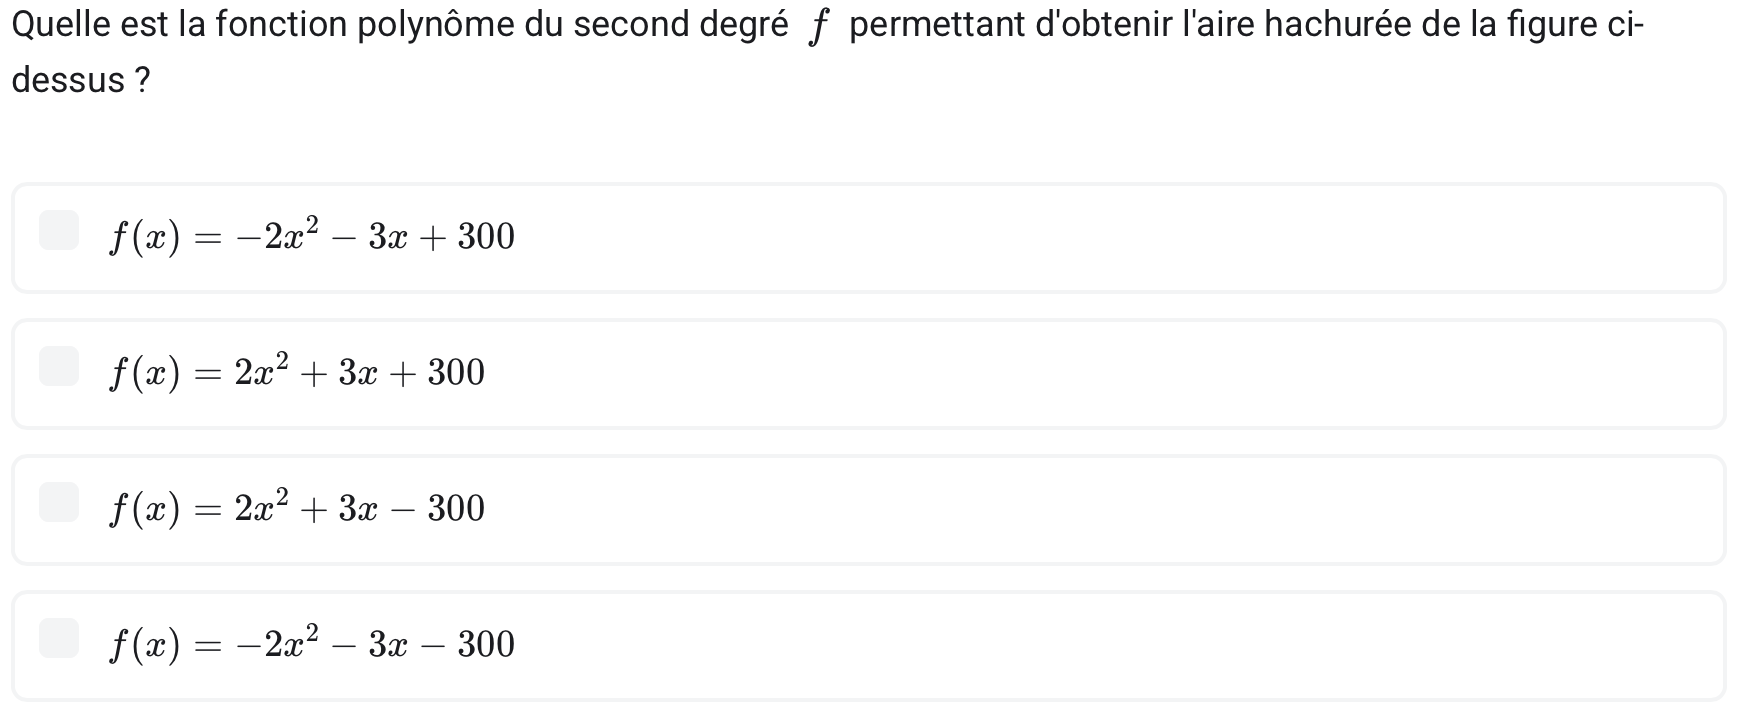 Quelle est la fonction polynôme du second degré f permettant d'obtenir l'aire hachurée de la figure ci-
dessus ?
f(x) = −2x² − 3x + 300
f(x) = 2x² + 3x + 300
f(x) = 2x² + 3x − 300
f(x) = −2x² − 3x − 300